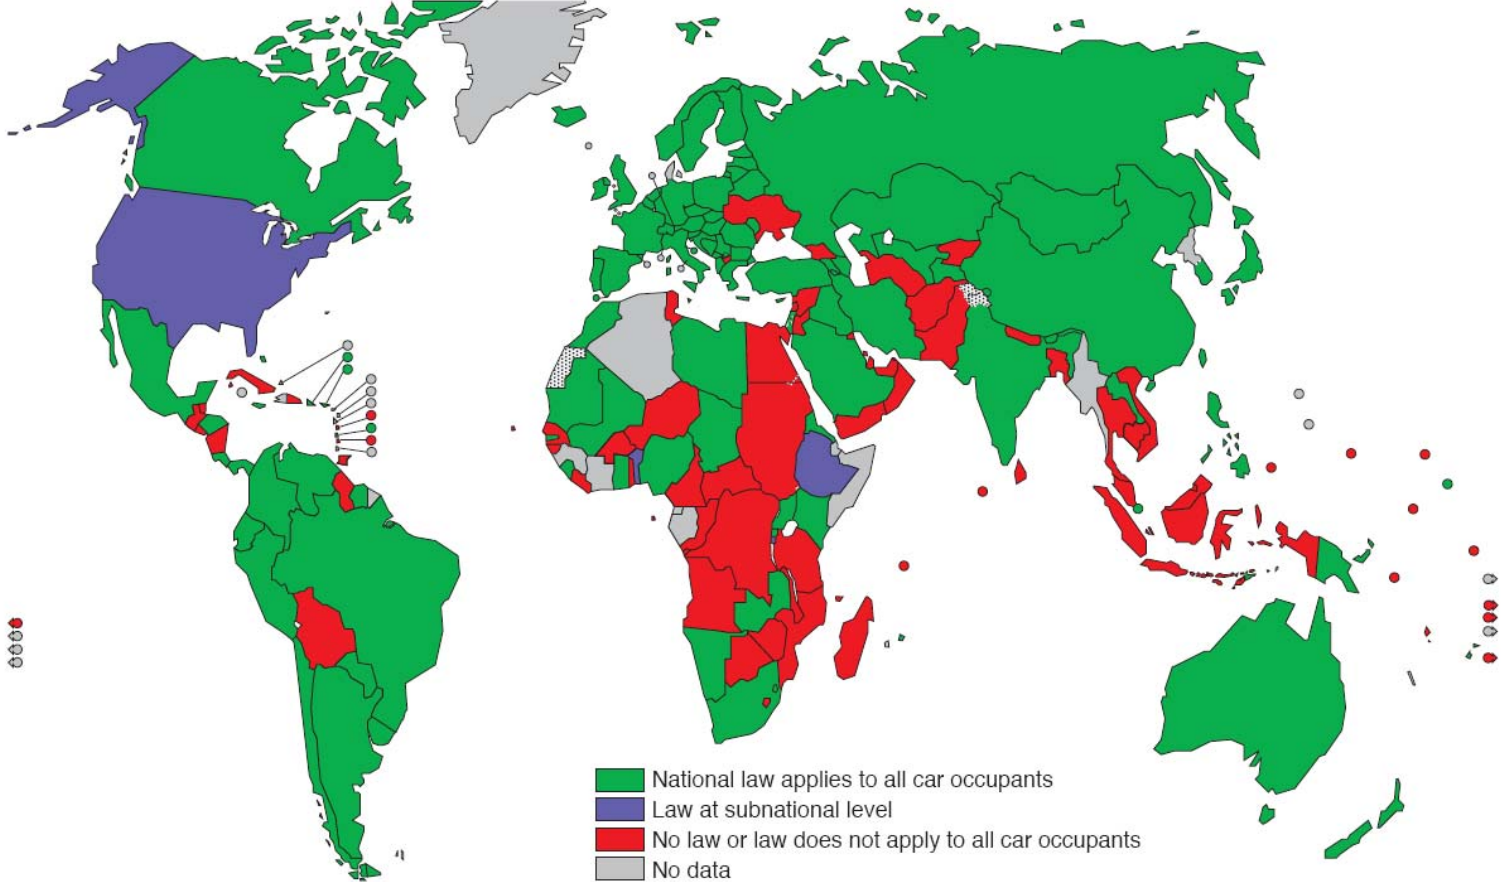 National law applies to all car occupants
Law at subnational level
No law or law does not apply to all car occupants
No data